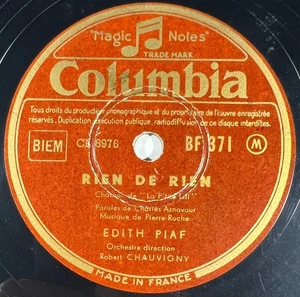 "Magic Notes"
TRADE MARK
Columbia
Tous droits du producteur phonographique et du propriétaire de l'œuvre enregistrée
réservés. Duplication, exécution publique, radiodiffusion de ce disque interdites.
BIEM CX 8976 BF 371 M
RIEN DE RIEN
Chanson de "La P'tite Lili"
Paroles de Charles Aznavour
Musique de Pierre Roche
EDITH PIAF
Orchestre direction
Robert CHAUVIGNY
MADE IN FRANCE